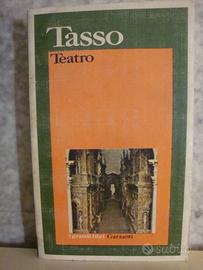 Tasso
Teatro
i grandi libri Garzanti
subito